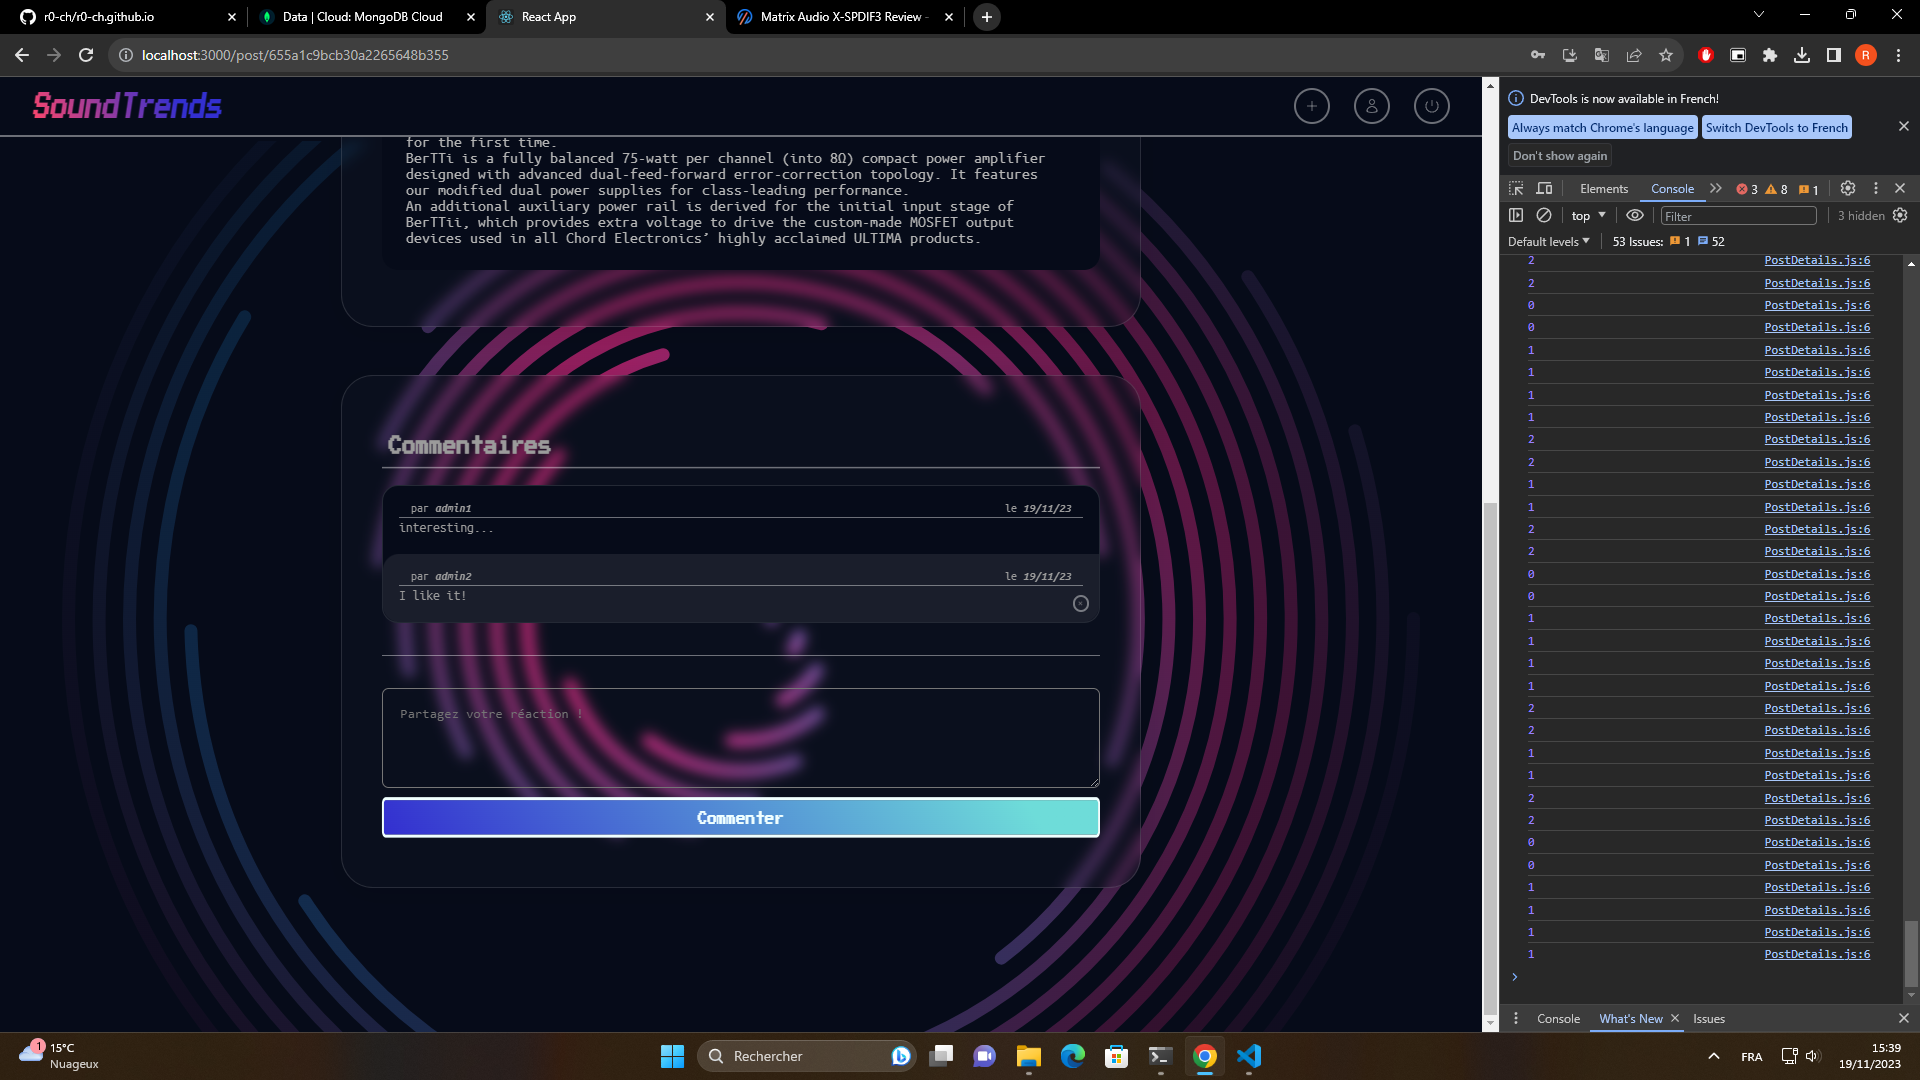 r0-ch/r0-ch.github.io
Data | Cloud: MongoDB Cloud
React App
Matrix Audio X-SPDIF3 Review -
localhost:3000/post/655a1c9bcb30a2265648b355
R
SoundTrends
for the first time.
BerTTi is a fully balanced 75-watt per channel (into 8Ω) compact power amplifier
designed with advanced dual-feed-forward error-correction topology. It features
our modified dual power supplies for class-leading performance.
An additional auxiliary power rail is derived for the initial input stage of
BerTTii, which provides extra voltage to drive the custom-made MOSFET output
devices used in all Chord Electronics’ highly acclaimed ULTIMA products.
Commentaires
par admin1 le 19/11/23
interesting...
par admin2 le 19/11/23
I like it!
Partagez votre réaction !
Commenter
DevTools is now available in French!
Always match Chrome's language
Switch DevTools to French
Don't show again
Elements Console 3 8 1
top Filter 3 hidden
Default levels 53 Issues: 1 52
2 PostDetails.js:6
2 PostDetails.js:6
0 PostDetails.js:6
0 PostDetails.js:6
1 PostDetails.js:6
1 PostDetails.js:6
1 PostDetails.js:6
1 PostDetails.js:6
2 PostDetails.js:6
2 PostDetails.js:6
1 PostDetails.js:6
1 PostDetails.js:6
2 PostDetails.js:6
2 PostDetails.js:6
0 PostDetails.js:6
0 PostDetails.js:6
1 PostDetails.js:6
1 PostDetails.js:6
1 PostDetails.js:6
1 PostDetails.js:6
2 PostDetails.js:6
2 PostDetails.js:6
1 PostDetails.js:6
1 PostDetails.js:6
2 PostDetails.js:6
2 PostDetails.js:6
0 PostDetails.js:6
0 PostDetails.js:6
1 PostDetails.js:6
1 PostDetails.js:6
1 PostDetails.js:6
1 PostDetails.js:6
Console What's New Issues
1
15°C
Nuageux
Rechercher
FRA
15:39
19/11/2023